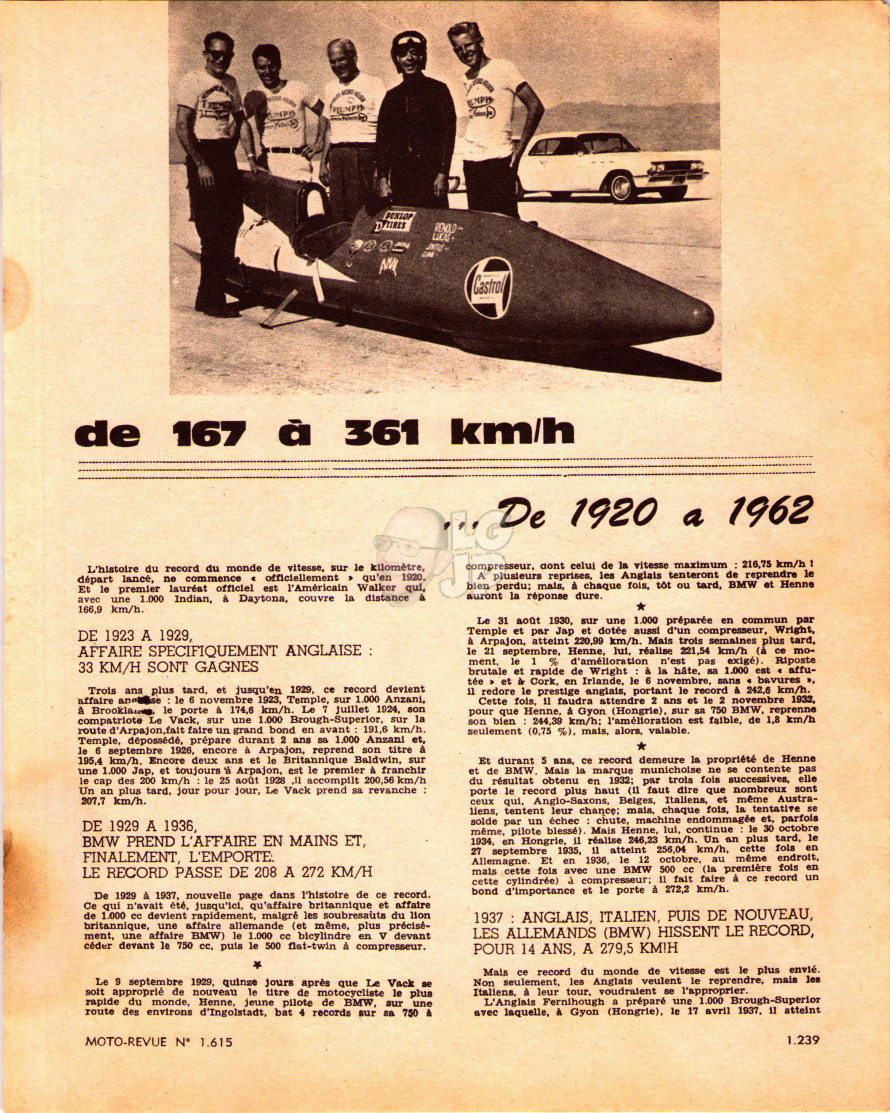 TRIUMPH
TRIUMPH
TRIUMPH
TRIUMPH
DUNLOP
TIRES
RENOLD
LUCAS
AMA
Castrol
de 167 à 361 km/h
... De 1920 a 1962
LG
JP
L'histoire du record du monde de vitesse, sur le kilomètre,
départ lancé, ne commence « officiellement » qu'en 1920.
Et le premier lauréat officiel est l'Américain Walker qui,
avec une 1.000 Indian, à Daytona, couvre la distance à
166,9 km/h.
DE 1923 A 1929,
AFFAIRE SPECIFIQUEMENT ANGLAISE :
33 KM/H SONT GAGNES
Trois ans plus tard, et jusqu'en 1929, ce record devient
affaire anglaise : le 6 novembre 1923, Temple, sur 1.000 Anzani,
à Brooklands, le porte à 174,6 km/h. Le 7 juillet 1924, son
compatriote Le Vack, sur une 1.000 Brough-Superior, sur la
route d'Arpajon,fait faire un grand bond en avant : 191,6 km/h.
Temple, dépossédé, prépare durant 2 ans sa 1.000 Anzani et,
le 6 septembre 1926, encore à Arpajon, reprend son titre à
195,4 km/h. Encore deux ans et le Britannique Baldwin, sur
une 1.000 Jap, et toujours à Arpajon, est le premier à franchir
le cap des 200 km/h : le 25 août 1928 ,il accomplit 200,56 km/h
Un an plus tard, jour pour jour, Le Vack prend sa revanche :
207,7 km/h.
DE 1929 A 1936,
BMW PREND L'AFFAIRE EN MAINS ET,
FINALEMENT, L'EMPORTE.
LE RECORD PASSE DE 208 A 272 KM/H
De 1929 à 1937, nouvelle page dans l'histoire de ce record.
Ce qui n'avait été, jusqu'ici, qu'affaire britannique et affaire
de 1.000 cc devient rapidement, malgré les soubresauts du lion
britannique, une affaire allemande (et même, plus précisé-
ment, une affaire BMW) le 1.000 cc bicylindre en V devant
céder devant le 750 cc, puis le 500 flat-twin à compresseur.
★
Le 9 septembre 1929, quinze jours après que Le Vack se
soit approprié de nouveau le titre de motocycliste le plus
rapide du monde, Henne, jeune pilote de BMW, sur une
route des environs d'Ingolstadt, bat 4 records sur sa 750 à
compresseur, dont celui de la vitesse maximum : 216,75 km/h !
A plusieurs reprises, les Anglais tenteront de reprendre le
bien perdu; mais, à chaque fois, tôt ou tard, BMW et Henne
auront la réponse dure.
★
Le 31 août 1930, sur une 1.000 préparée en commun par
Temple et par Jap et dotée aussi d'un compresseur, Wright,
à Arpajon, atteint 220,99 km/h. Mais trois semaines plus tard,
le 21 septembre, Henne, lui, réalise 221,54 km/h (à ce mo-
ment, le 1 % d'amélioration n'est pas exigé). Riposte
brutale et rapide de Wright : à la hâte, sa 1.000 est « affu-
tée » et à Cork, en Irlande, le 6 novembre, sans « bavures »,
il redore le prestige anglais, portant le record à 242,6 km/h.
Cette fois, il faudra attendre 2 ans et le 2 novembre 1932,
pour que Henne, à Gyon (Hongrie), sur sa 750 BMW, reprenne
son bien : 244,39 km/h; l'amélioration est faible, de 1,8 km/h
seulement (0,75 %), mais, alors, valable.
★
Et durant 5 ans, ce record demeure la propriété de Henne
et de BMW. Mais la marque munichoise ne se contente pas
du résultat obtenu en 1932; par trois fois successives, elle
porte le record plus haut (il faut dire que nombreux sont
ceux qui, Anglo-Saxons, Belges, Italiens, et même Austra-
liens, tentent leur chance; mais, chaque fois, la tentative se
solde par un échec : chute, machine endommagée et, parfois
même, pilote blessé). Mais Henne, lui, continue : le 30 octobre
1934, en Hongrie, il réalise 246,23 km/h. Un an plus tard, le
27 septembre 1935, il atteint 256,04 km/h, cette fois en
Allemagne. Et en 1936, le 12 octobre, au même endroit,
mais cette fois avec une BMW 500 cc (la première fois en
cette cylindrée) à compresseur; il fait faire à ce record un
bond d'importance et le porte à 272,2 km/h.
1937 : ANGLAIS, ITALIEN, PUIS DE NOUVEAU,
LES ALLEMANDS (BMW) HISSENT LE RECORD,
POUR 14 ANS, A 279,5 KM!H
Mais ce record du monde de vitesse est le plus envié.
Non seulement, les Anglais veulent le reprendre, mais les
Italiens, à leur tour, voudraient se l'approprier.
L'Anglais Fernihough a préparé une 1.000 Brough-Superior
avec laquelle, à Gyon (Hongrie), le 17 avril 1937, il atteint
MOTO-REVUE N° 1.615
1.239